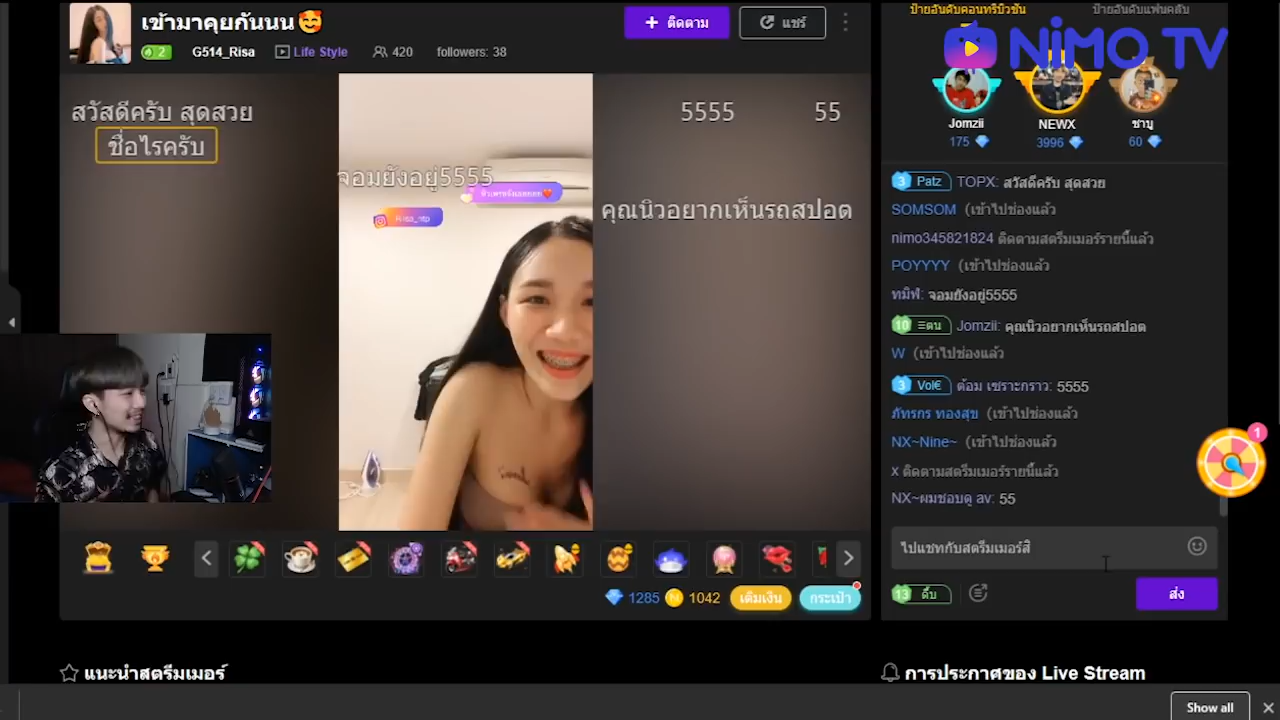 เข้ามาคุยกันนน
2 G514_Risa Life Style 420 followers: 38
ติดตาม
แชร์
ป้ายอันดับคอนทริบิวชัน ป้ายอันดับแฟนคลับ
NIMO TV
Jomzii NEWX ซาบู
175 3996 60
สวัสดีครับ สุดสวย
ชื่อไรครับ
จอมยังอยู่5555
5555 55
คุณนิวอยากเห็นรถสปอต
3 Patz TOPX: สวัสดีครับ สุดสวย
SOMSOM (เข้าไปช่องแล้ว
nimo345821824 ติดตามสตรีมเมอร์รายนี้แล้ว
POYYYY (เข้าไปช่องแล้ว
ทมิฬ: จอมยังอยู่5555
10 Ξตน Jomzii: คุณนิวอยากเห็นรถสปอต
W (เข้าไปช่องแล้ว
3 Vol€ ต้อม เชราะกราว: 5555
ภัทรกร ทองสุข (เข้าไปช่องแล้ว
NX~Nine~ (เข้าไปช่องแล้ว
x ติดตามสตรีมเมอร์รายนี้แล้ว
NX~ผมชอบดู av: 55
1
ไปแชทกับสตรีมเมอร์สิ
13 ดิ้บ
ส่ง
1285 1042 เติมเงิน กระเป๋า
แนะนำสตรีมเมอร์
การประกาศของ Live Stream
Show all